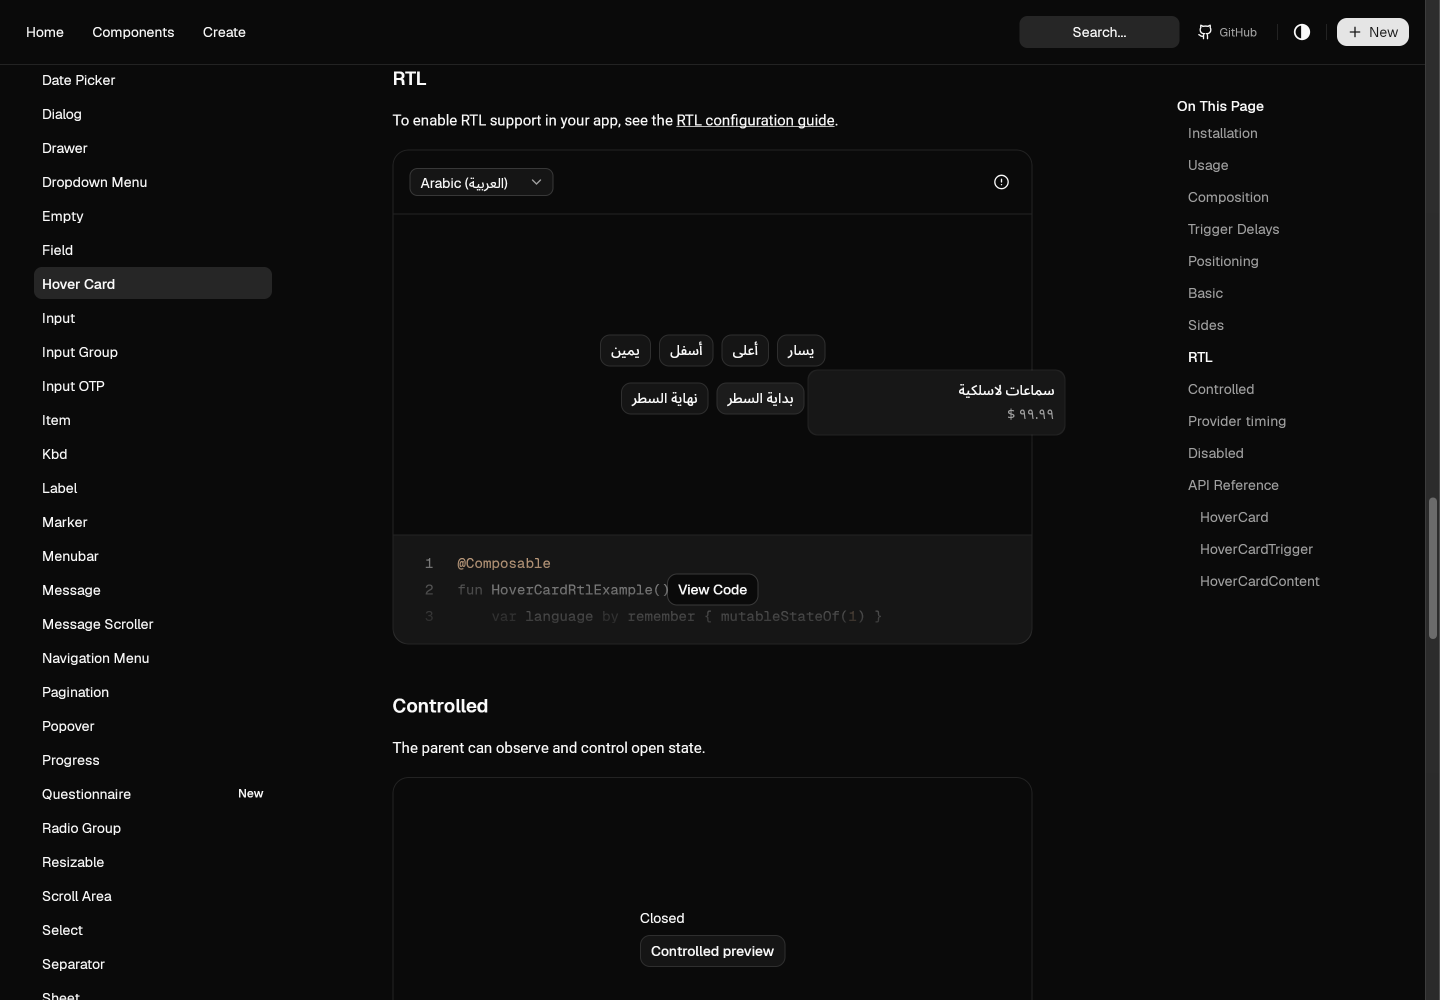 Home
Components
Create
Search...
GitHub
New
Date Picker
Dialog
Drawer
Dropdown Menu
Empty
Field
Hover Card
Input
Input Group
Input OTP
Item
Kbd
Label
Marker
Menubar
Message
Message Scroller
Navigation Menu
Pagination
Popover
Progress
Questionnaire New
Radio Group
Resizable
Scroll Area
Select
Separator
Sheet
RTL
To enable RTL support in your app, see the RTL configuration guide.
Arabic (العربية)
يسار أعلى أسفل يمين
بداية السطر نهاية السطر
سماعات لاسلكية
٩٩.٩٩ $
1 @Composable
2 fun HoverCardRtlExample()
View Code
3 var language by remember { mutableStateOf(1) }
Controlled
The parent can observe and control open state.
Closed
Controlled preview
On This Page
Installation
Usage
Composition
Trigger Delays
Positioning
Basic
Sides
RTL
Controlled
Provider timing
Disabled
API Reference
HoverCard
HoverCardTrigger
HoverCardContent